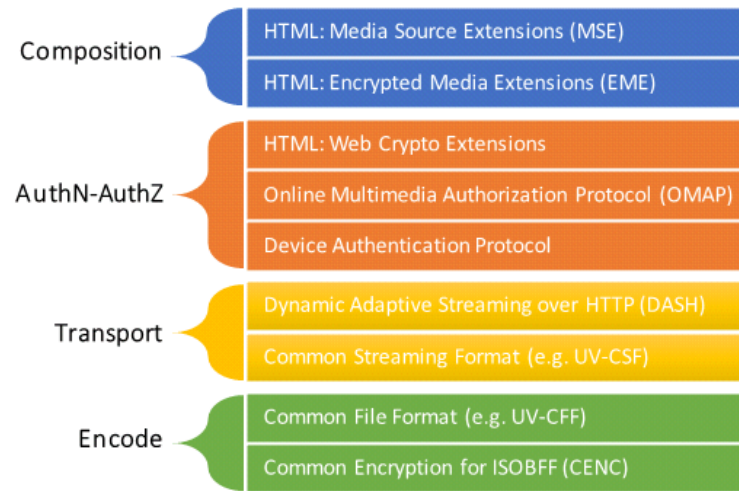 Composition
HTML: Media Source Extensions (MSE)
HTML: Encrypted Media Extensions (EME)
AuthN-AuthZ
HTML: Web Crypto Extensions
Online Multimedia Authorization Protocol (OMAP)
Device Authentication Protocol
Transport
Dynamic Adaptive Streaming over HTTP (DASH)
Common Streaming Format (e.g. UV-CSF)
Encode
Common File Format (e.g. UV-CFF)
Common Encryption for ISOBFF (CENC)